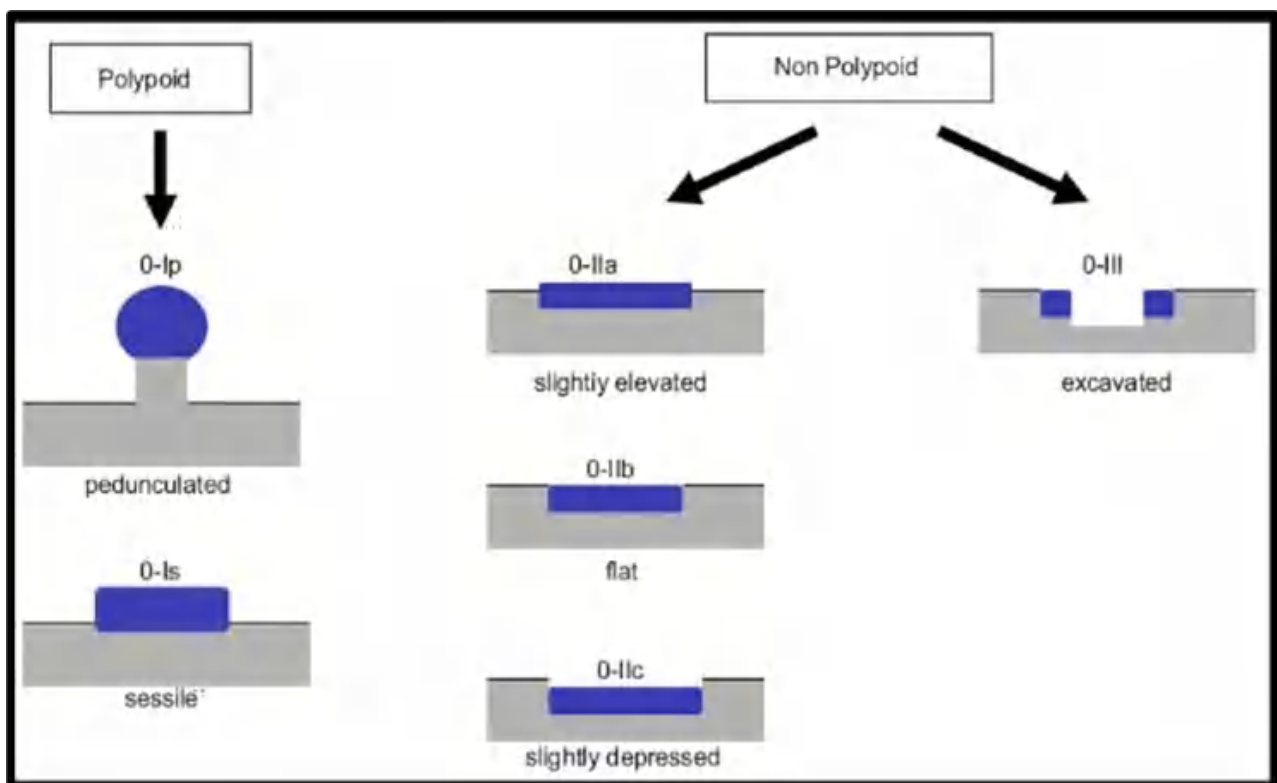 Polypoid
Non Polypoid
0-Ip
pedunculated
0-Is
sessile
0-IIa
slightly elevated
0-IIb
flat
0-IIc
slightly depressed
0-III
excavated